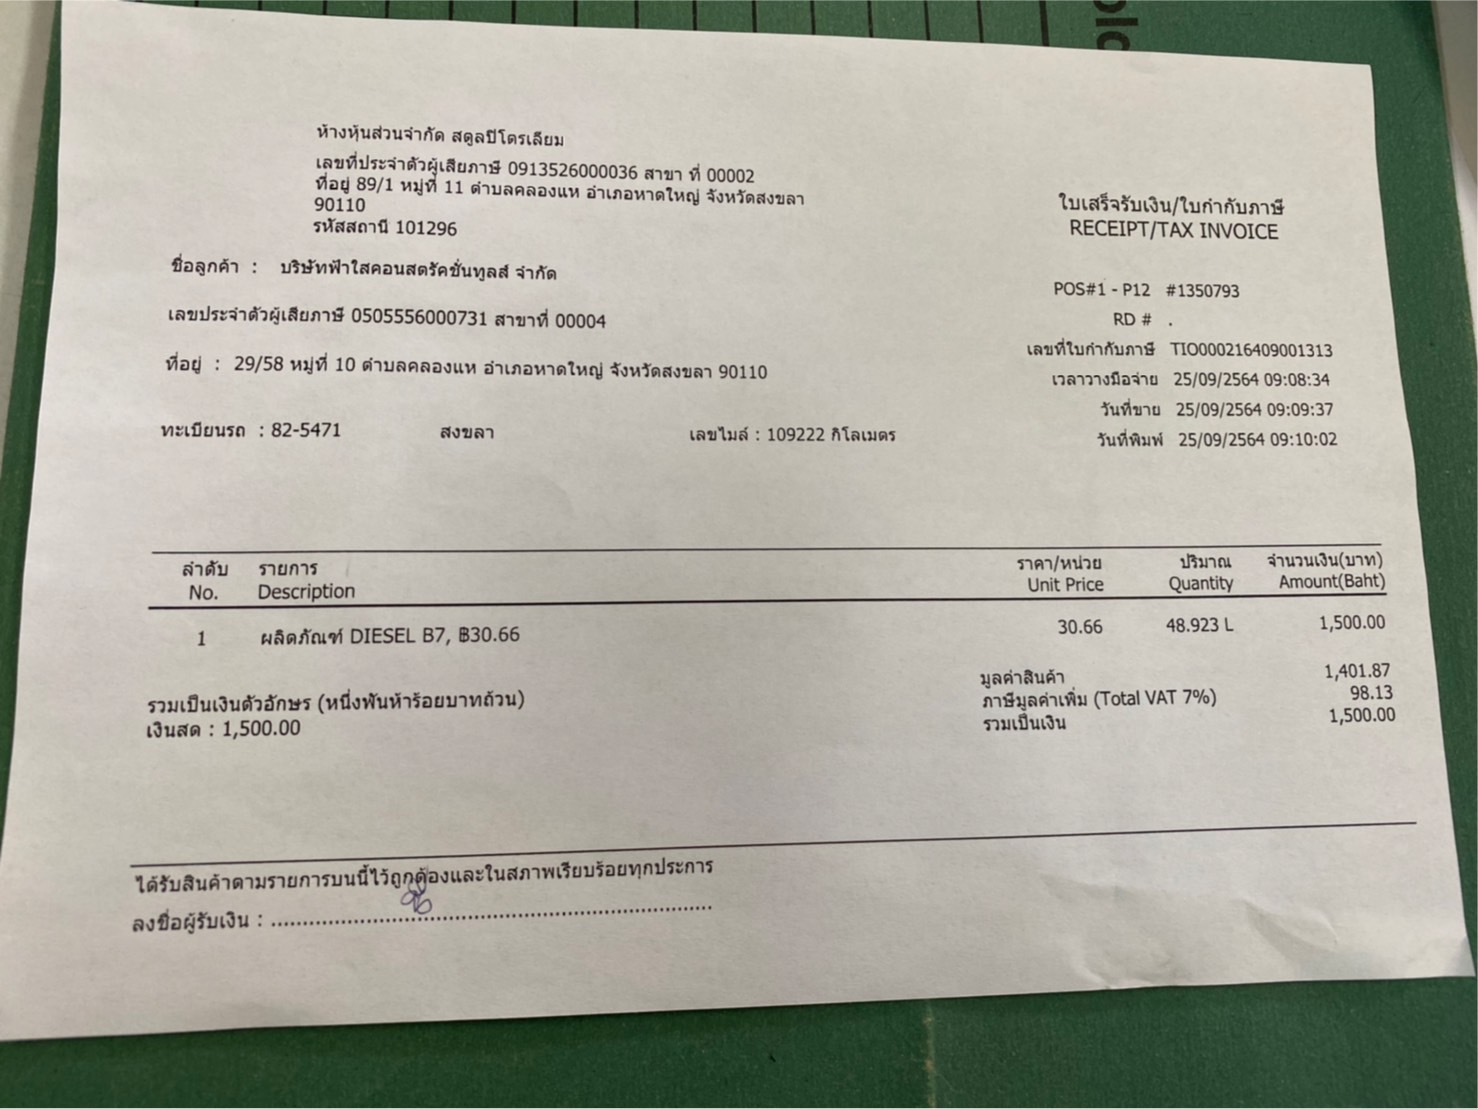 ห้างหุ้นส่วนจำกัด สตูลปิโตรเลียม
เลขที่ประจำตัวผู้เสียภาษี 0913526000036 สาขา ที่ 00002
ที่อยู่ 89/1 หมู่ที่ 11 ตำบลคลองแห อำเภอหาดใหญ่ จังหวัดสงขลา
90110
รหัสสถานี 101296
ใบเสร็จรับเงิน/ใบกำกับภาษี
RECEIPT/TAX INVOICE
ชื่อลูกค้า : บริษัทฟ้าใสคอนสตรัคชั่นทูลส์ จำกัด
POS#1 - P12 #1350793
เลขประจำตัวผู้เสียภาษี 0505556000731 สาขาที่ 00004
RD # .
เลขที่ใบกำกับภาษี TIO000216409001313
ที่อยู่ : 29/58 หมู่ที่ 10 ตำบลคลองแห อำเภอหาดใหญ่ จังหวัดสงขลา 90110
เวลาวางมือจ่าย 25/09/2564 09:08:34
วันที่ขาย 25/09/2564 09:09:37
ทะเบียนรถ : 82-5471 สงขลา เลขไมล์ : 109222 กิโลเมตร
วันที่พิมพ์ 25/09/2564 09:10:02
ลำดับ รายการ ราคา/หน่วย ปริมาณ จำนวนเงิน(บาท)
No. Description Unit Price Quantity Amount(Baht)
1 ผลิตภัณฑ์ DIESEL B7, ฿30.66 30.66 48.923 L 1,500.00
มูลค่าสินค้า 1,401.87
รวมเป็นเงินตัวอักษร (หนึ่งพันห้าร้อยบาทถ้วน) ภาษีมูลค่าเพิ่ม (Total VAT 7%) 98.13
เงินสด : 1,500.00 รวมเป็นเงิน 1,500.00
ได้รับสินค้าตามรายการบนนี้ไว้ถูกต้องและในสภาพเรียบร้อยทุกประการ
ลงชื่อผู้รับเงิน : ......................................................................